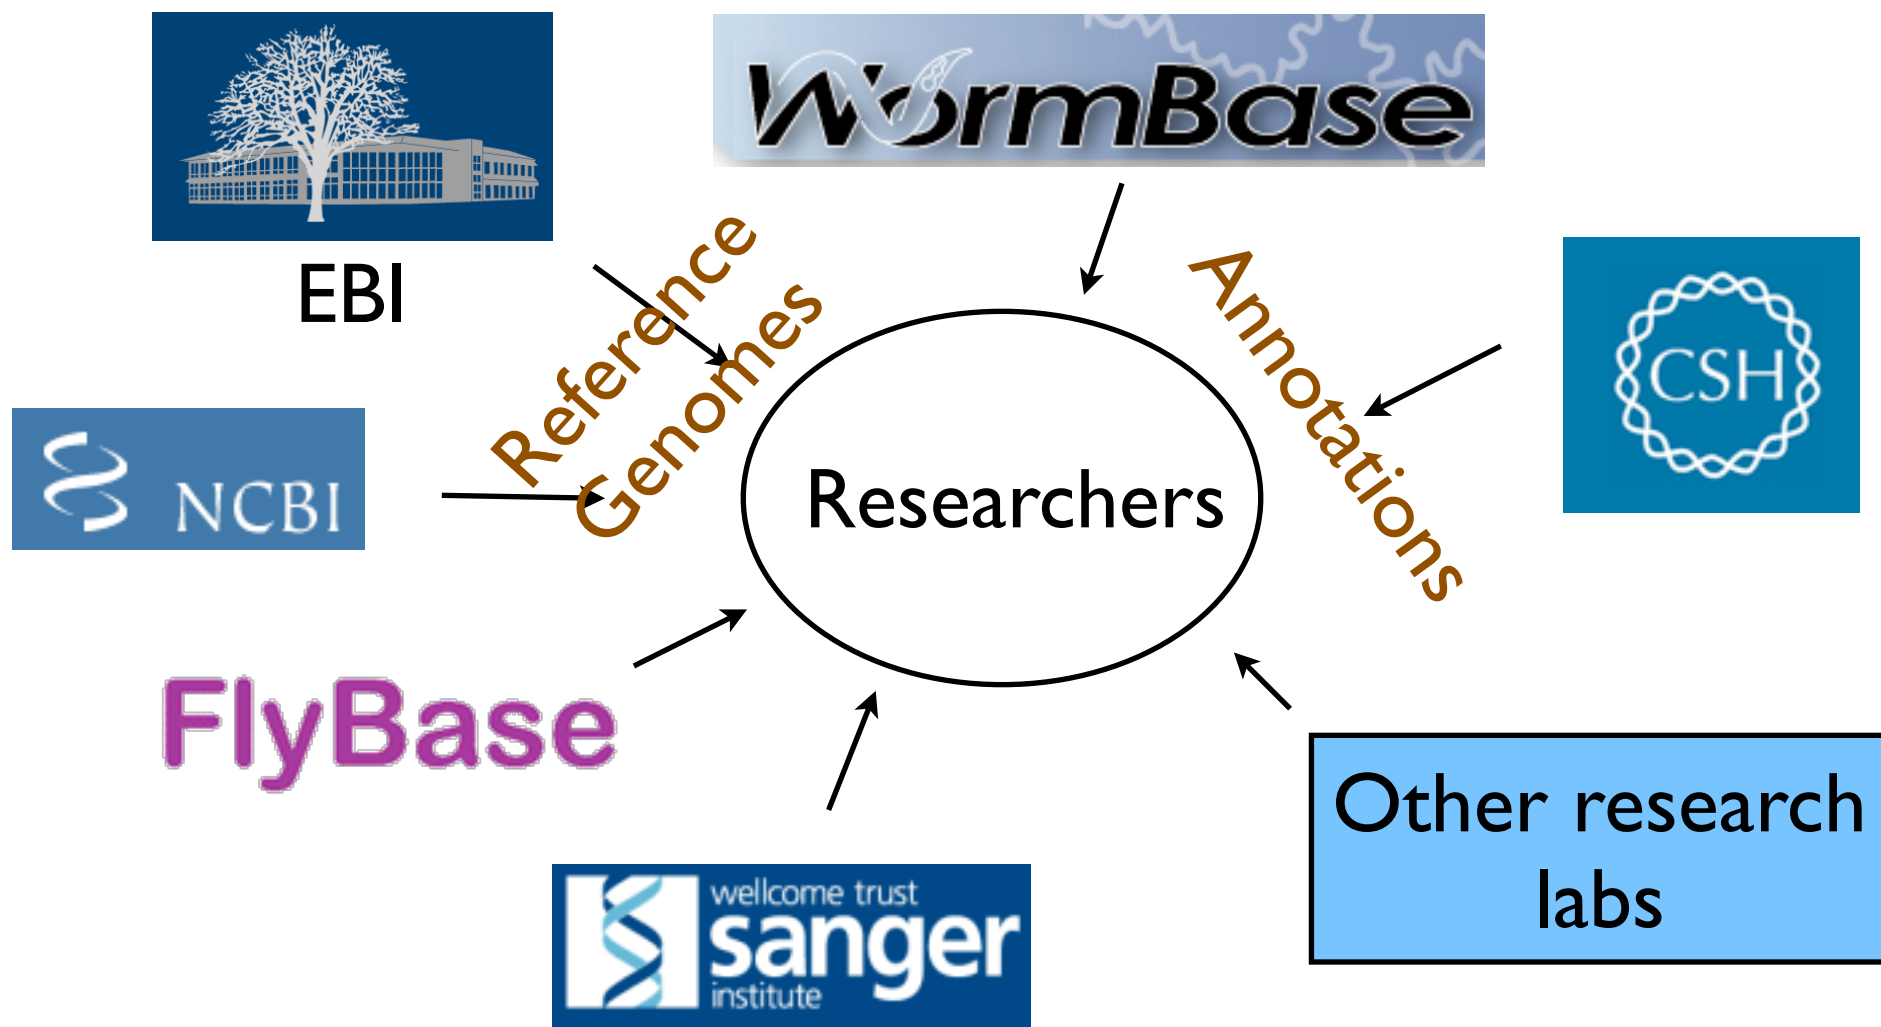 WormBase
EBI
Reference
Genomes
Annotations
CSH
NCBI
Researchers
FlyBase
Other research
labs
wellcome trust
sanger
institute